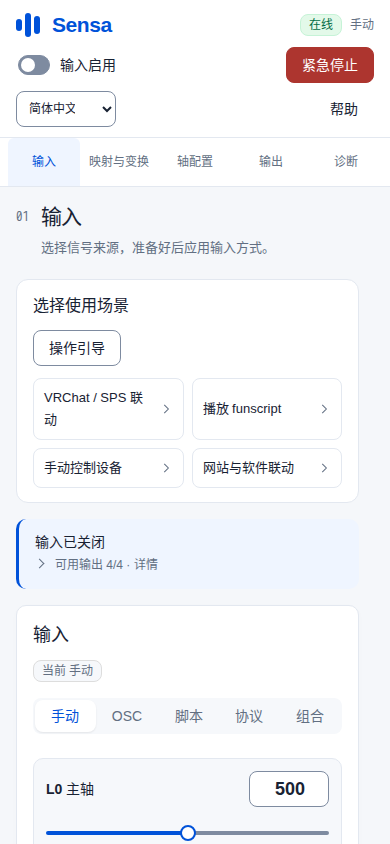 Sensa
在线 手动
输入启用
紧急停止
简体中文
帮助
输入 映射与变换 轴配置 输出 诊断
01 输入
选择信号来源，准备好后应用输入方式。
选择使用场景
操作引导
VRChat / SPS 联
动
播放 funscript
手动控制设备
网站与软件联动
输入已关闭
可用输出 4/4 · 详情
输入
当前 手动
手动 OSC 脚本 协议 组合
L0 主轴
500